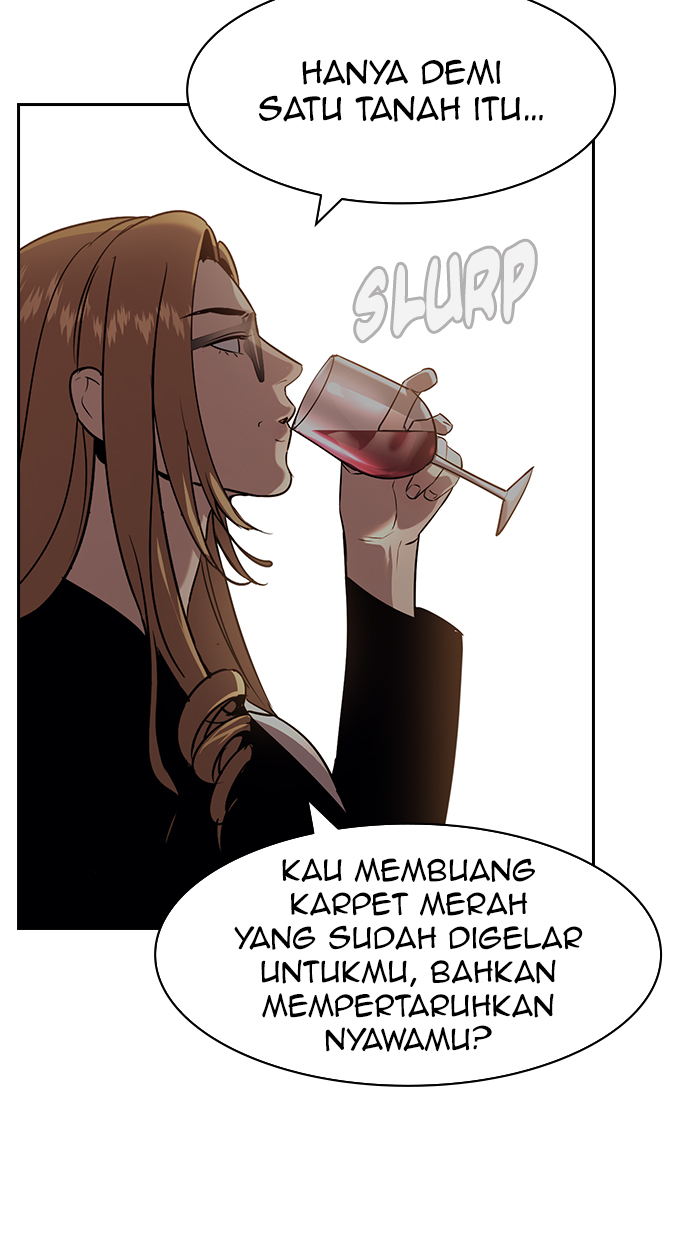 HANYA DEMI
SATU TANAH ITU...
SLURP
KAU MEMBUANG
KARPET MERAH
YANG SUDAH DIGELAR
UNTUKMU, BAHKAN
MEMPERTARUHKAN
NYAWAMU?